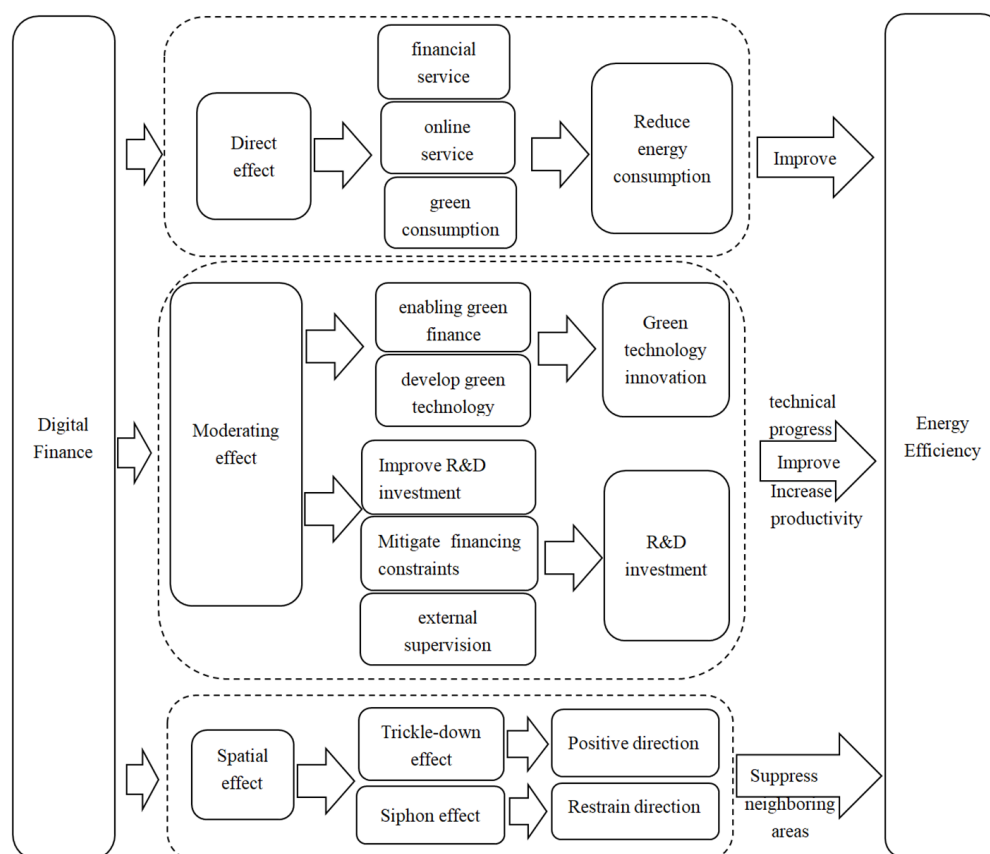 Digital
Finance
Direct
effect
financial
service
online
service
green
consumption
Reduce
energy
consumption
Improve
Moderating
effect
enabling green
finance
develop green
technology
Green
technology
innovation
Improve R&D
investment
Mitigate financing
constraints
external
supervision
R&D
investment
technical
progress
Improve
Increase
productivity
Spatial
effect
Trickle-down
effect
Positive direction
Siphon effect
Restrain direction
Suppress
neighboring
areas
Energy
Efficiency